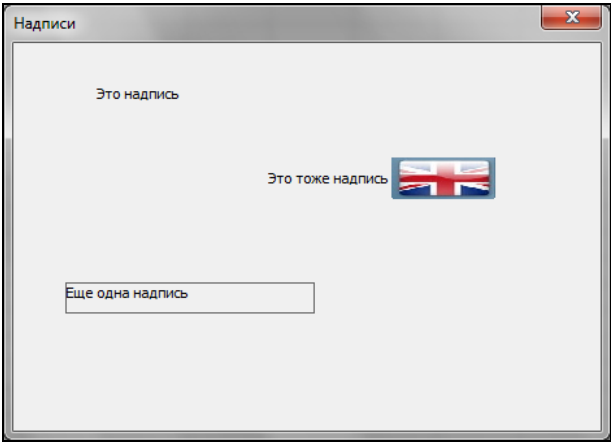 Надписи
Это надпись
Это тоже надпись
Еще одна надпись